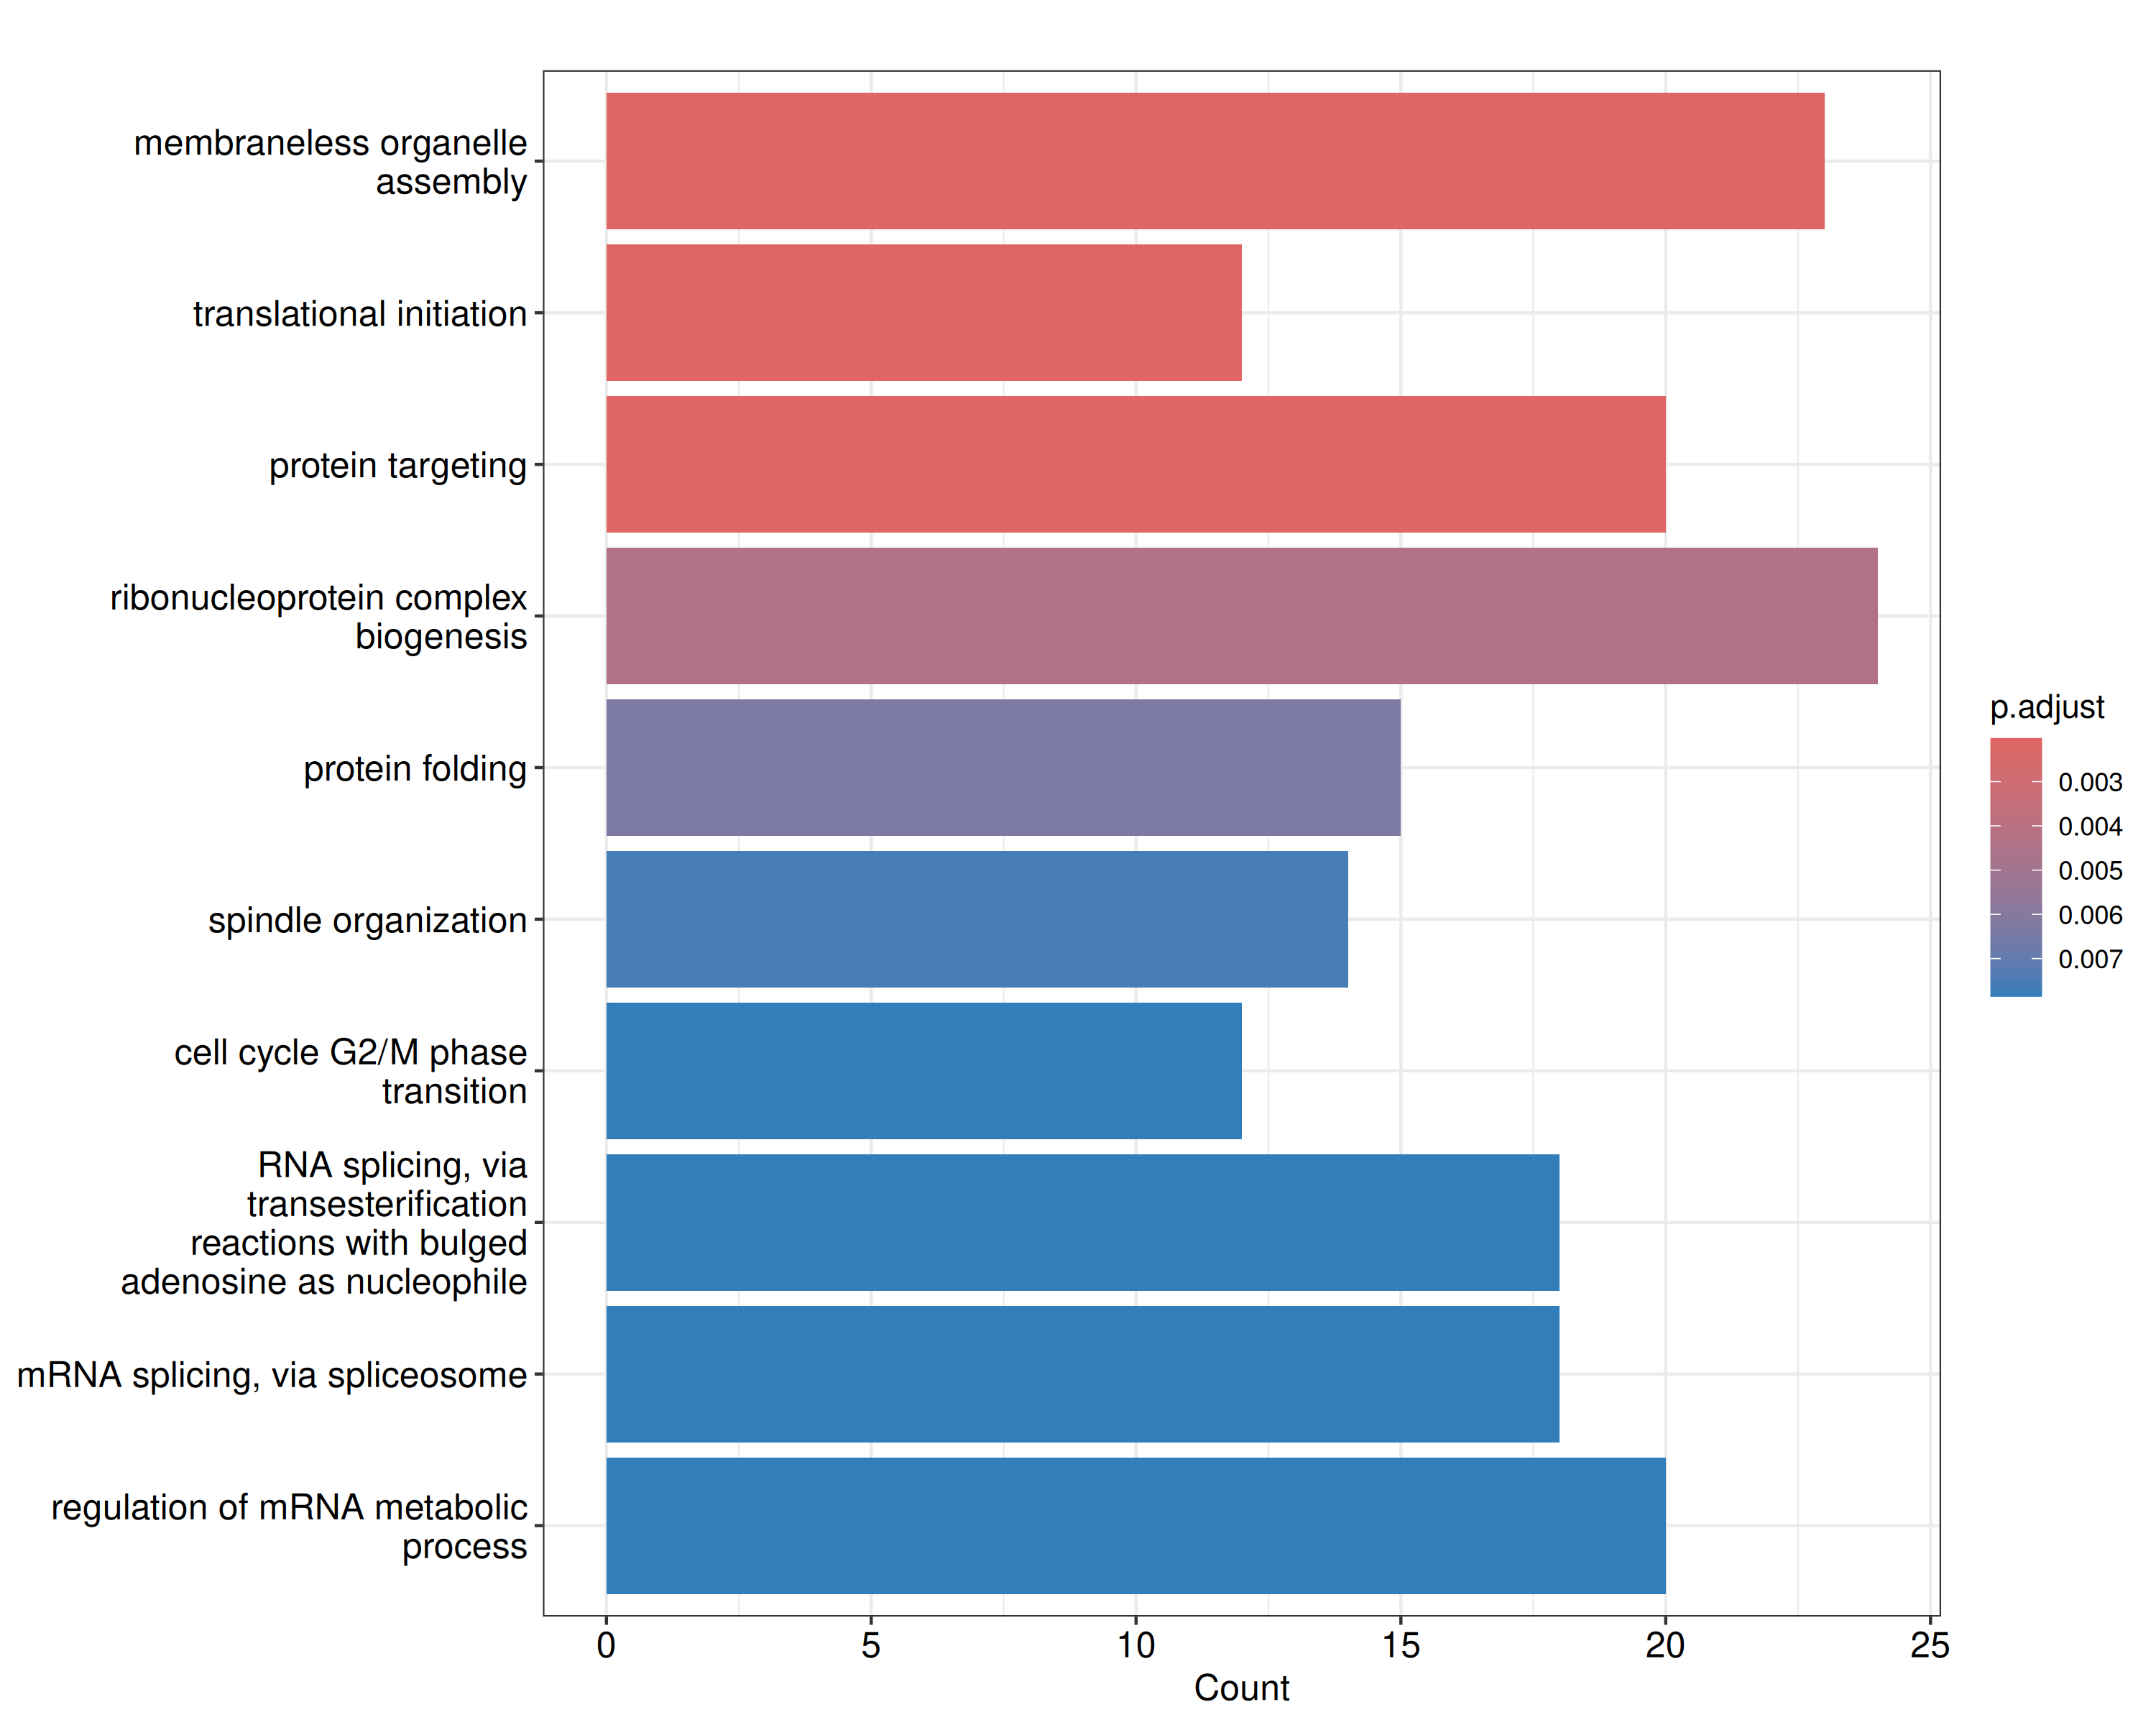 membraneless organelle
assembly
translational initiation
protein targeting
ribonucleoprotein complex
biogenesis
protein folding
spindle organization
cell cycle G2/M phase
transition
RNA splicing, via
transesterification
reactions with bulged
adenosine as nucleophile
mRNA splicing, via spliceosome
regulation of mRNA metabolic
process
0 5 10 15 20 25
Count
p.adjust
0.003
0.004
0.005
0.006
0.007